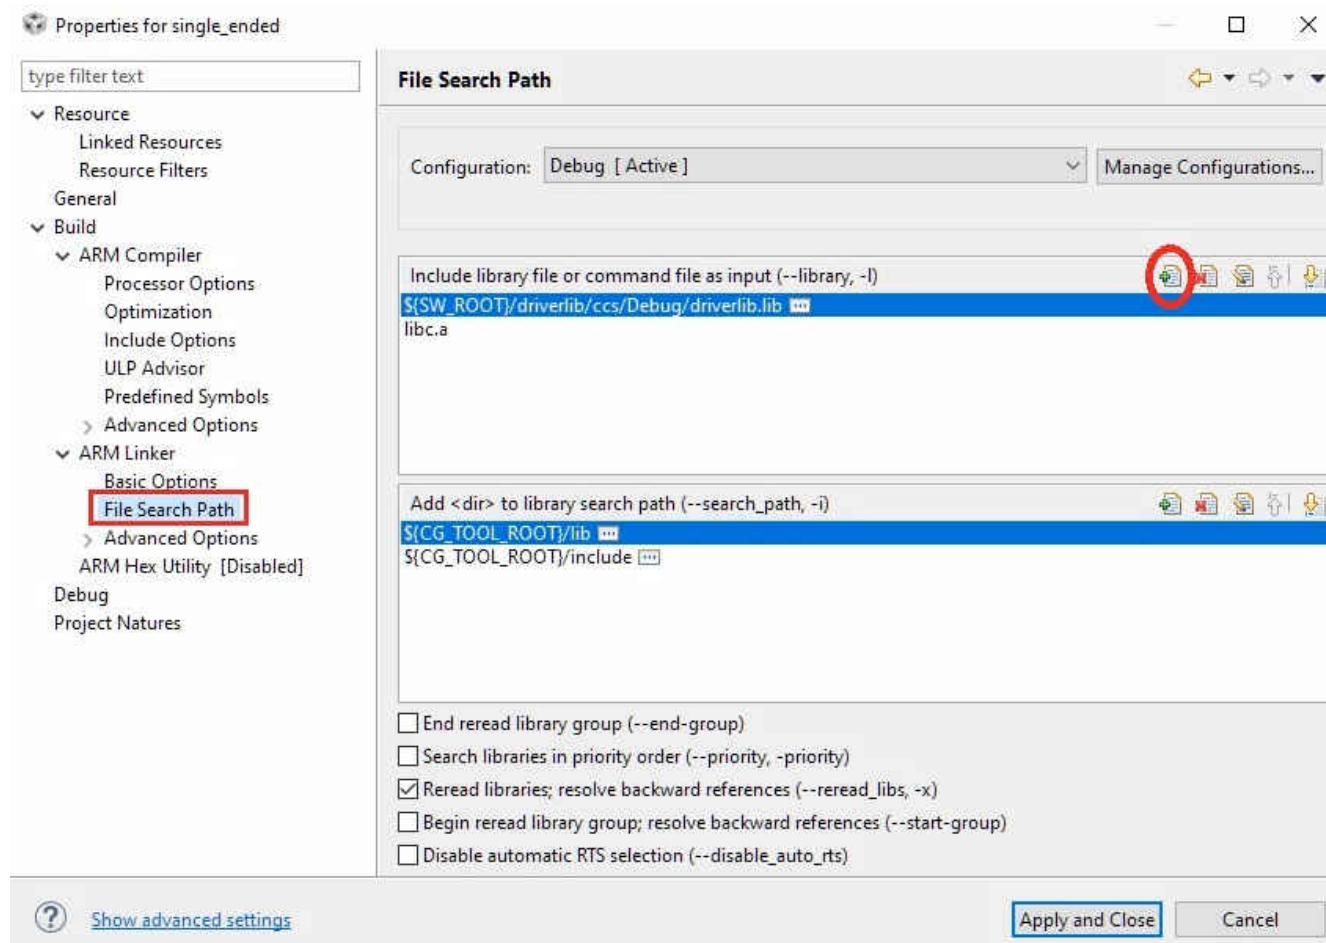 Properties for single_ended
type filter text
Resource
Linked Resources
Resource Filters
General
Build
ARM Compiler
Processor Options
Optimization
Include Options
ULP Advisor
Predefined Symbols
Advanced Options
ARM Linker
Basic Options
File Search Path
Advanced Options
ARM Hex Utility [Disabled]
Debug
Project Natures
File Search Path
Configuration: Debug [ Active ] Manage Configurations...
Include library file or command file as input (--library, -l)
${SW_ROOT}/driverlib/ccs/Debug/driverlib.lib
libc.a
Add <dir> to library search path (--search_path, -i)
${CG_TOOL_ROOT}/lib
${CG_TOOL_ROOT}/include
End reread library group (--end-group)
Search libraries in priority order (--priority, -priority)
Reread libraries; resolve backward references (--reread_libs, -x)
Begin reread library group; resolve backward references (--start-group)
Disable automatic RTS selection (--disable_auto_rts)
? Show advanced settings
Apply and Close Cancel